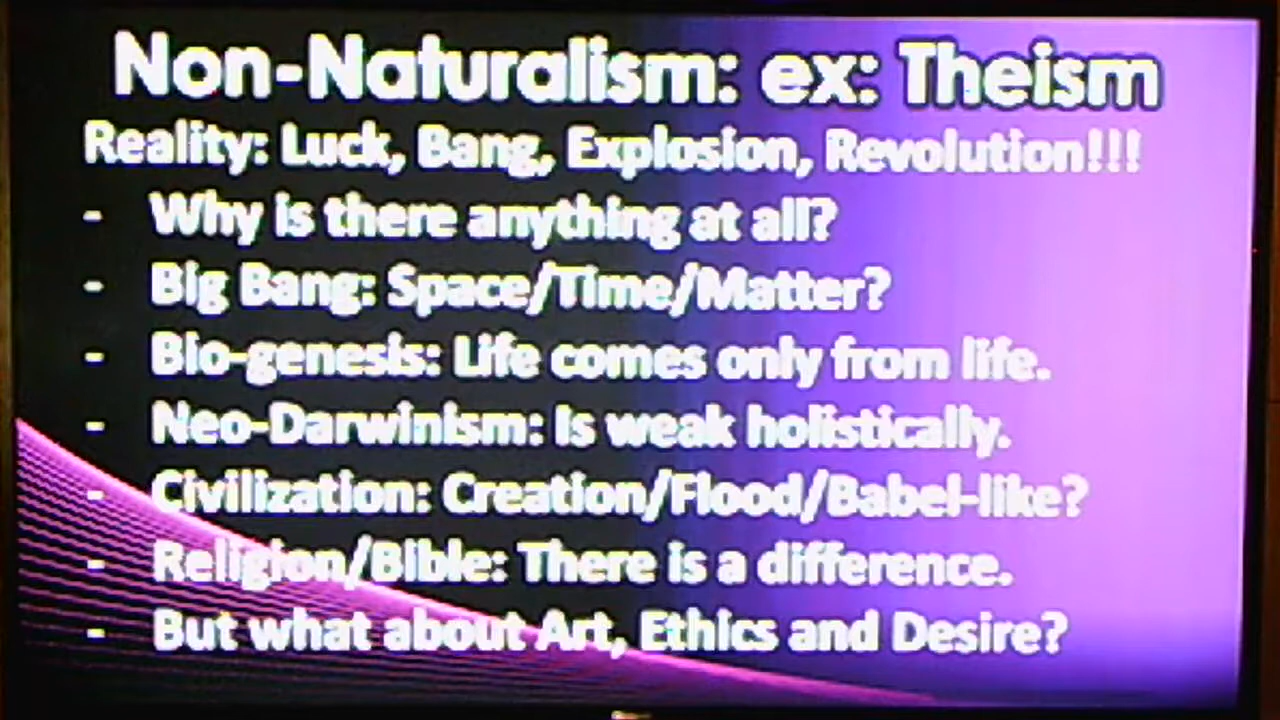 Non-Naturalism: ex: Theism
Reality: Luck, Bang, Explosion, Revolution!!!
- Why is there anything at all?
- Big Bang: Space/Time/Matter?
- Bio-genesis: Life comes only from life.
- Neo-Darwinism: Is weak holistically.
- Civilization: Creation/Flood/Babel-like?
- Religion/Bible: There is a difference.
- But what about Art, Ethics and Desire?